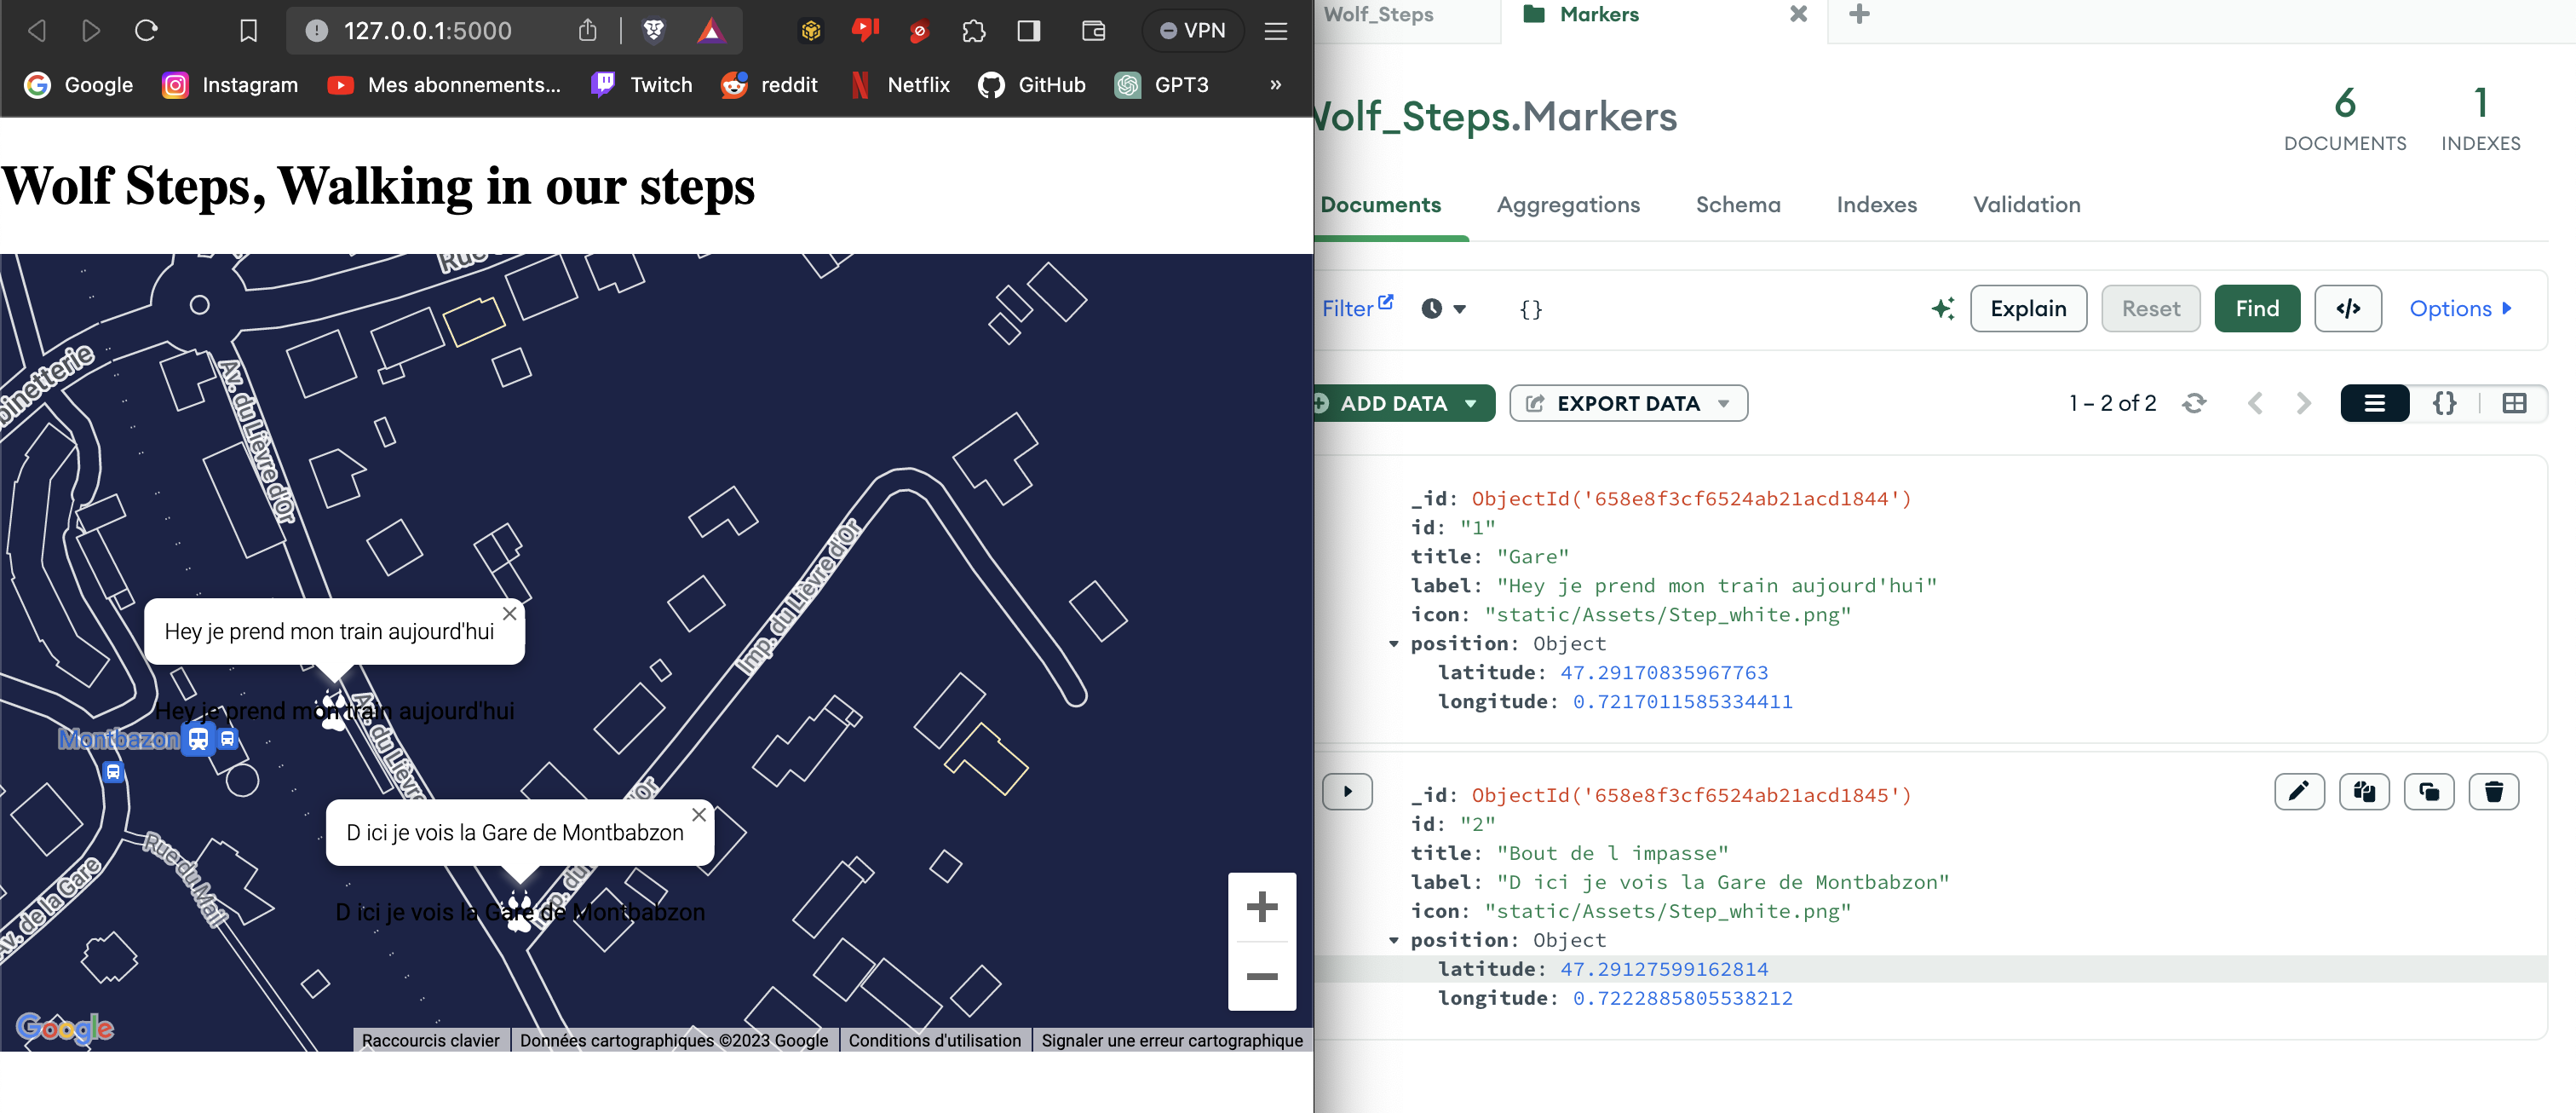 127.0.0.1:5000
VPN
Google
Instagram
Mes abonnements...
Twitch
reddit
Netflix
GitHub
GPT3
»
Wolf Steps, Walking in our steps
Rue
binetterie
Av. du Lièvre d'Or
Imp. du Lièvre d'Or
Hey je prend mon train aujourd'hui
Hey je prend mon train aujourd'hui
Montbazon
Av. du Lièvre
d'Or
D ici je vois la Gare de Montbabzon
Imp. du
D ici je vois la Gare de Montbabzon
Rue du Mail
Av. de la Gare
Google
Raccourcis clavier
Données cartographiques ©2023 Google
Conditions d'utilisation
Signaler une erreur cartographique
Wolf_Steps
Markers
Wolf_Steps.Markers
6
DOCUMENTS
1
INDEXES
Documents
Aggregations
Schema
Indexes
Validation
Filter
{}
Explain
Reset
Find
</>
Options
ADD DATA
EXPORT DATA
1 – 2 of 2
{}
_id: ObjectId('658e8f3cf6524ab21acd1844')
id: "1"
title: "Gare"
label: "Hey je prend mon train aujourd'hui"
icon: "static/Assets/Step_white.png"
position: Object
latitude: 47.29170835967763
longitude: 0.7217011585334411
_id: ObjectId('658e8f3cf6524ab21acd1845')
id: "2"
title: "Bout de l impasse"
label: "D ici je vois la Gare de Montbabzon"
icon: "static/Assets/Step_white.png"
position: Object
latitude: 47.29127599162814
longitude: 0.7222885805538212